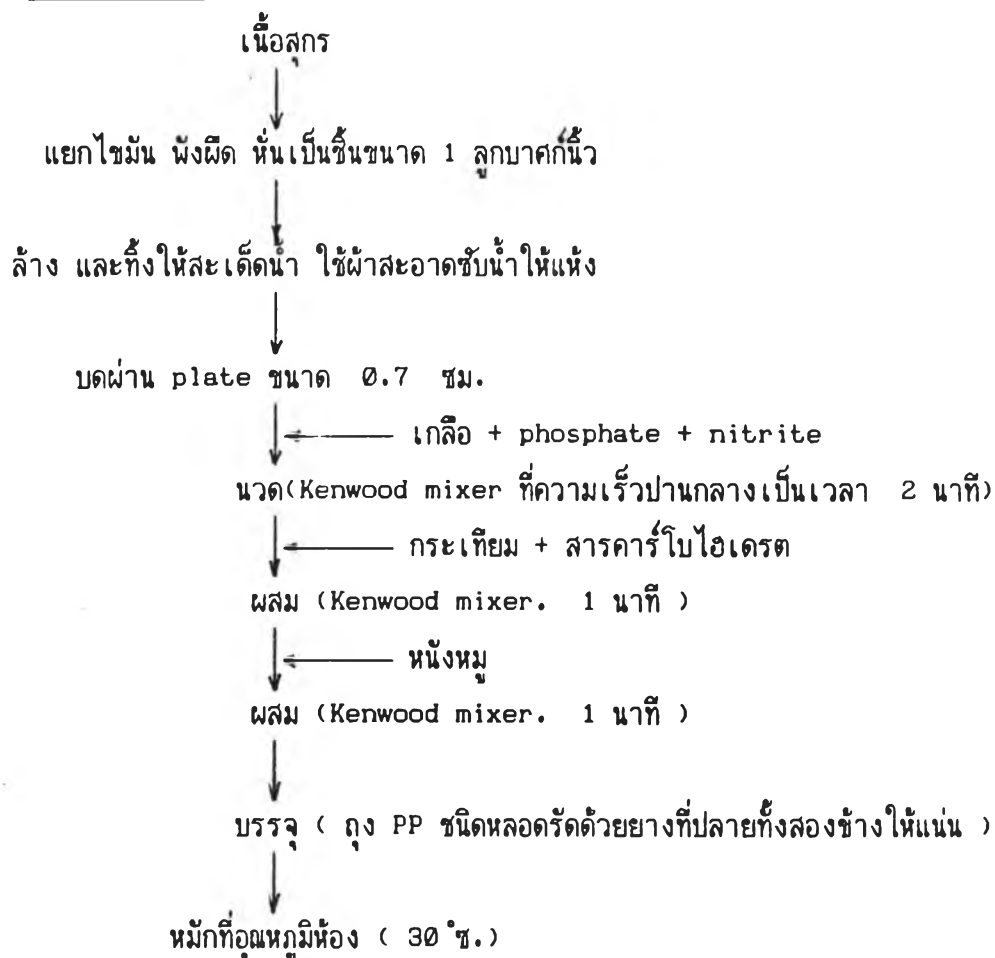 เนื้อสุกร
แยกไขมัน พังผืด หั่นเป็นชิ้นขนาด 1 ลูกบาศก์นิ้ว
ล้าง และทิ้งให้สะเด็ดน้ำ ใช้ผ้าสะอาดซับน้ำให้แห้ง
บดผ่าน plate ขนาด 0.7 ซม.
เกลือ + phosphate + nitrite
นวด(Kenwood mixer ที่ความเร็วปานกลางเป็นเวลา 2 นาที)
กระเทียม + สารคาร์โบไฮเดรต
ผสม (Kenwood mixer. 1 นาที )
หนังหมู
ผสม (Kenwood mixer. 1 นาที )
บรรจุ ( ถุง PP ชนิดหลอดรัดด้วยยางที่ปลายทั้งสองข้างให้แน่น )
หมักที่อุณหภูมิห้อง ( 30 °ซ.)